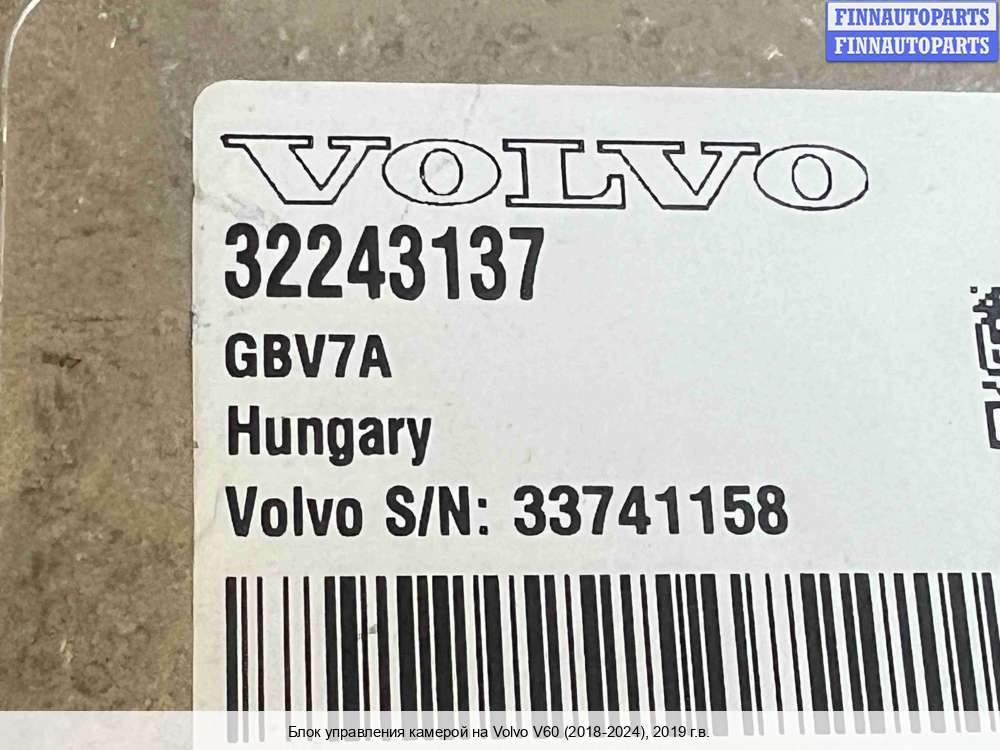 FINNAUTOPARTS
FINNAUTOPARTS
VOLVO
32243137
GBV7A
Hungary
Volvo S/N: 33741158
Блок управления камерой на Volvo V60 (2018-2024), 2019 г.в.